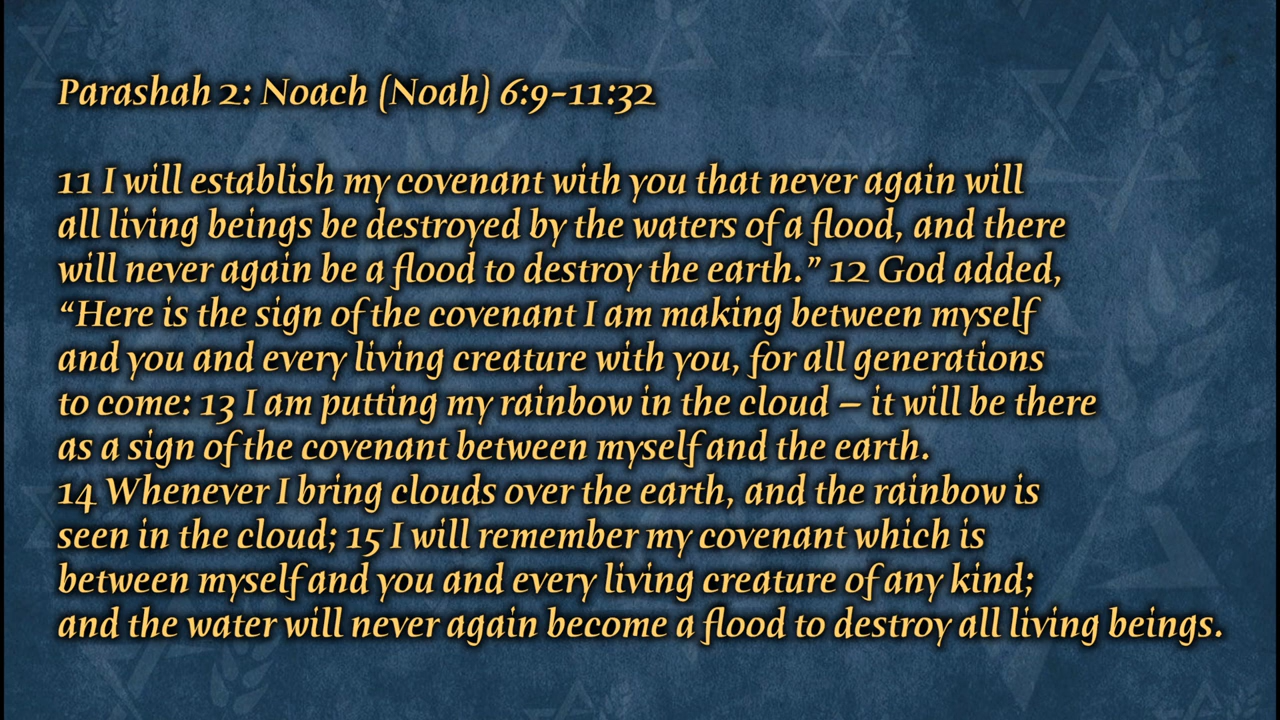 Parashah 2: Noach (Noah) 6:9-11:32
11 I will establish my covenant with you that never again will
all living beings be destroyed by the waters of a flood, and there
will never again be a flood to destroy the earth.” 12 God added,
“Here is the sign of the covenant I am making between myself
and you and every living creature with you, for all generations
to come: 13 I am putting my rainbow in the cloud – it will be there
as a sign of the covenant between myself and the earth.
14 Whenever I bring clouds over the earth, and the rainbow is
seen in the cloud; 15 I will remember my covenant which is
between myself and you and every living creature of any kind;
and the water will never again become a flood to destroy all living beings.